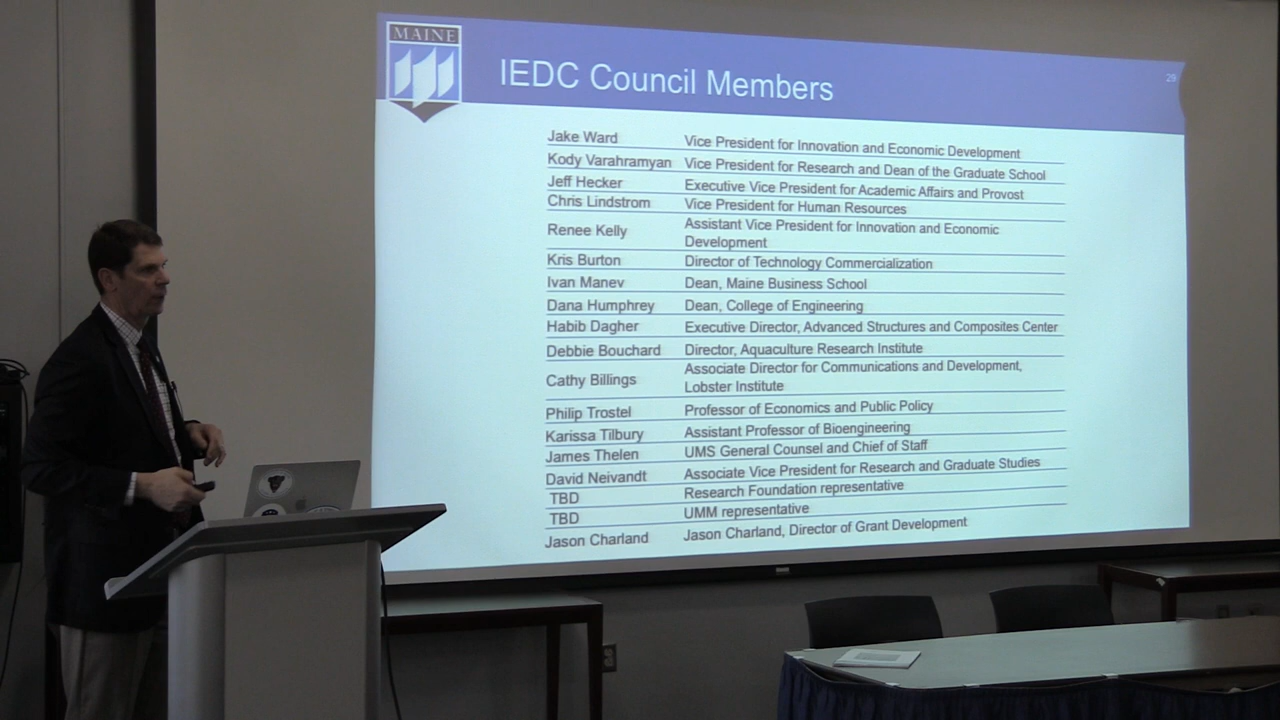 MAINE
IEDC Council Members
29
Jake Ward Vice President for Innovation and Economic Development
Kody Varahramyan Vice President for Research and Dean of the Graduate School
Jeff Hecker Executive Vice President for Academic Affairs and Provost
Chris Lindstrom Vice President for Human Resources
Renee Kelly Assistant Vice President for Innovation and Economic
Development
Kris Burton Director of Technology Commercialization
Ivan Manev Dean, Maine Business School
Dana Humphrey Dean, College of Engineering
Habib Dagher Executive Director, Advanced Structures and Composites Center
Debbie Bouchard Director, Aquaculture Research Institute
Cathy Billings Associate Director for Communications and Development,
Lobster Institute
Philip Trostel Professor of Economics and Public Policy
Karissa Tilbury Assistant Professor of Bioengineering
James Thelen UMS General Counsel and Chief of Staff
David Neivandt Associate Vice President for Research and Graduate Studies
TBD Research Foundation representative
TBD UMM representative
Jason Charland Jason Charland, Director of Grant Development